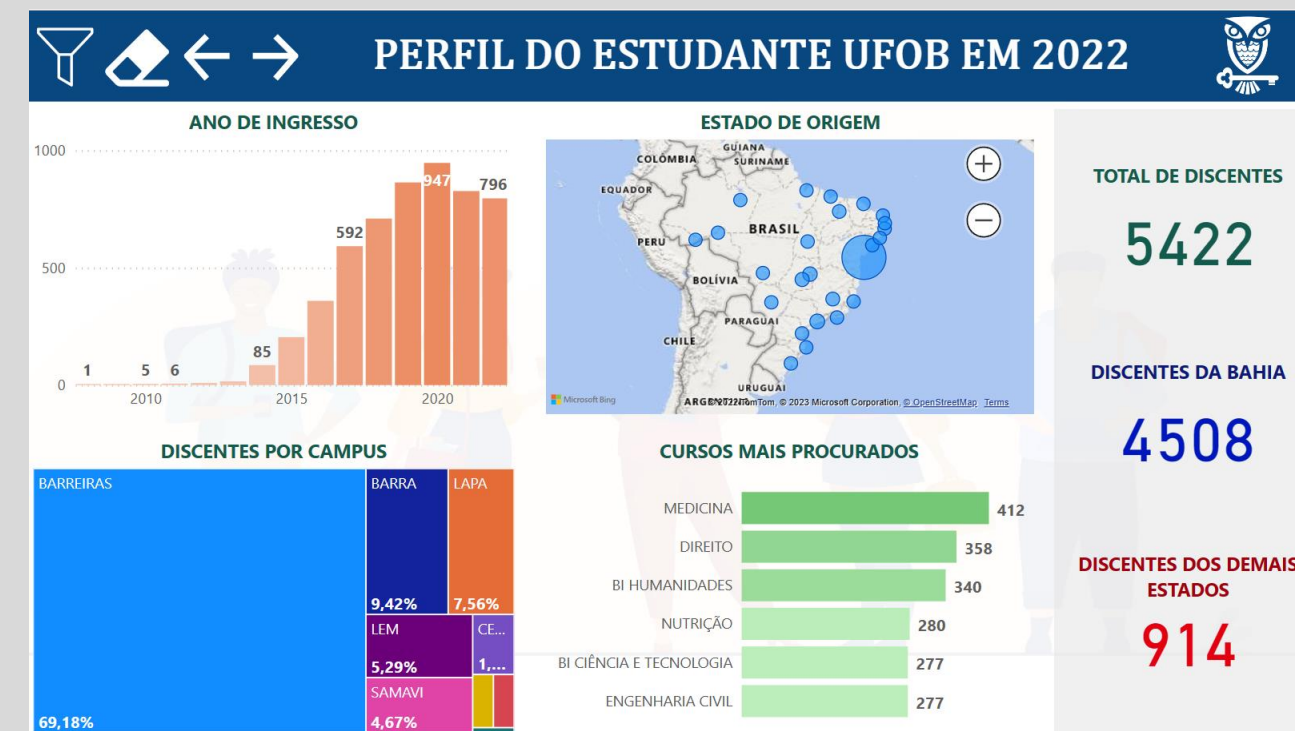 PERFIL DO ESTUDANTE UFOB EM 2022
ANO DE INGRESSO
1000
500
0
1
5
6
85
592
947
796
2010
2015
2020
ESTADO DE ORIGEM
GUIANA
COLÔMBIA
SURINAME
EQUADOR
BRASIL
PERU
BOLÍVIA
PARAGUAI
CHILE
URUGUAI
Microsoft Bing
TomTom, © 2023 Microsoft Corporation, © OpenStreetMap Terms
TOTAL DE DISCENTES
5422
DISCENTES DA BAHIA
4508
DISCENTES DOS DEMAIS
ESTADOS
914
DISCENTES POR CAMPUS
BARREIRAS
69,18%
BARRA
9,42%
LAPA
7,56%
LEM
5,29%
CE...
1,...
SAMAVI
4,67%
CURSOS MAIS PROCURADOS
MEDICINA 412
DIREITO 358
BI HUMANIDADES 340
NUTRIÇÃO 280
BI CIÊNCIA E TECNOLOGIA 277
ENGENHARIA CIVIL 277